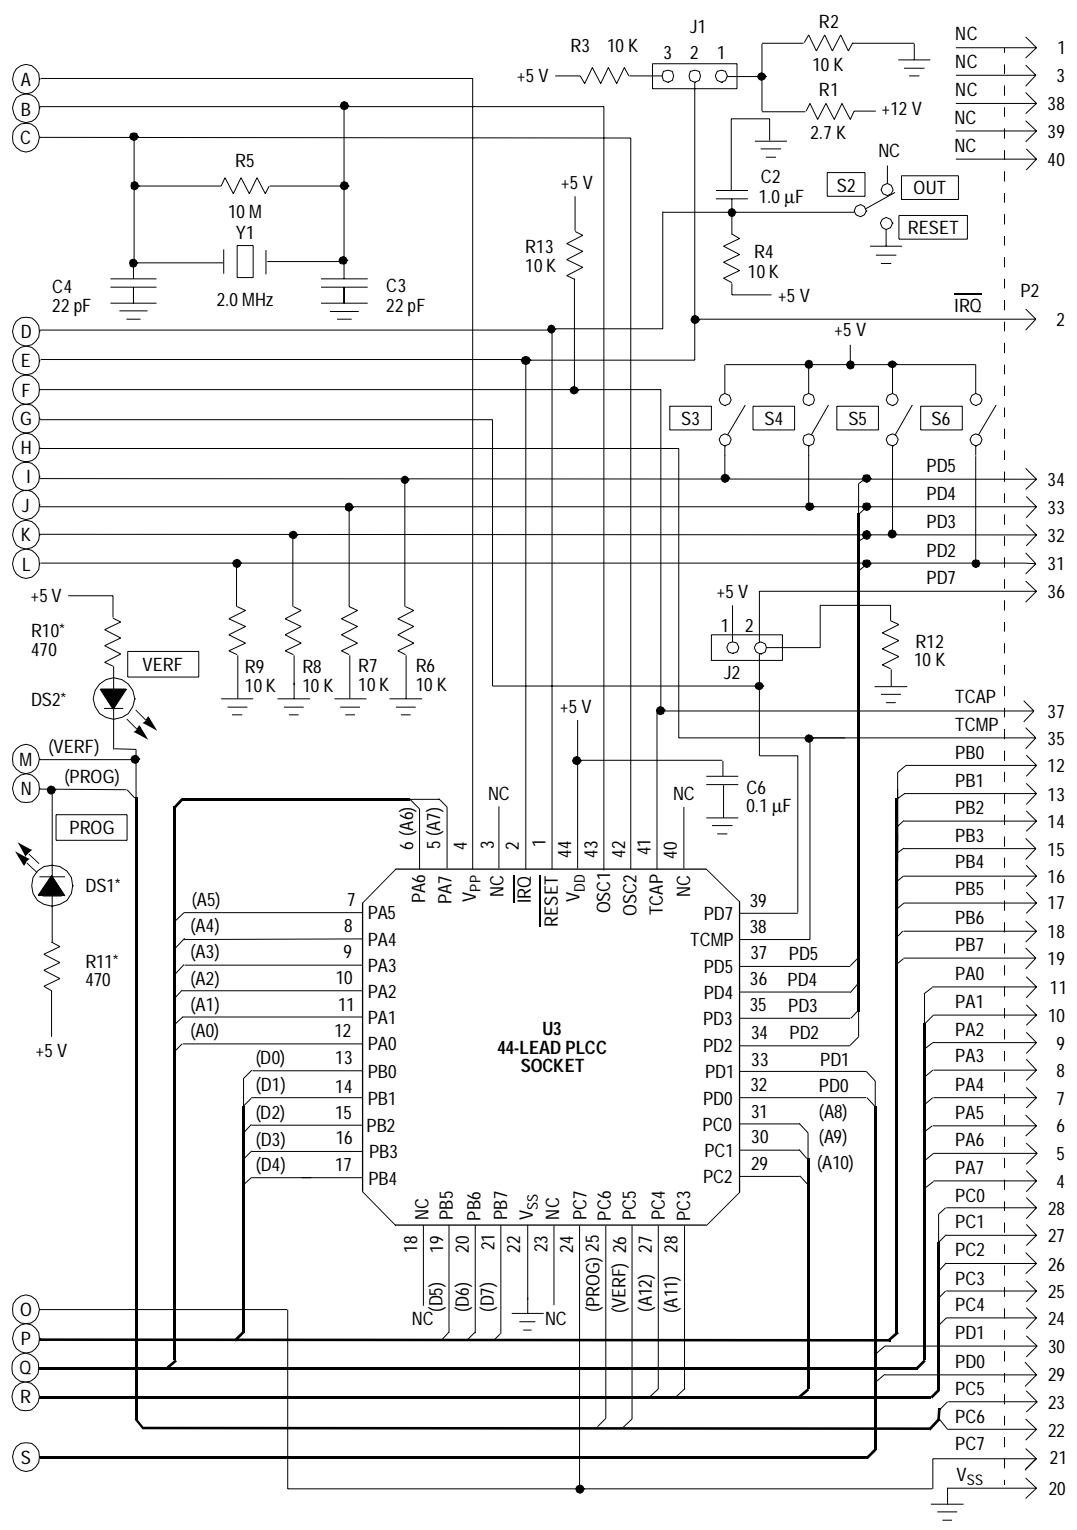 J1
R2
10 K
R3 10 K
3 2 1
+5 V
R1
2.7 K
+12 V
NC 1
NC 3
NC 38
NC 39
NC 40
A
B
C
R5
10 M
Y1
2.0 MHz
C4
22 pF
C3
22 pF
+5 V
R13
10 K
C2
1.0 µF
NC
S2
OUT
RESET
R4
10 K
+5 V
P2
IRQ 2
D
E
F
G
H
I
J
K
L
+5 V
S3
S4
S5
S6
PD5 34
PD4 33
PD3 32
PD2 31
PD7 36
+5 V
R10*
470
VERF
DS2*
R9
10 K
R8
10 K
R7
10 K
R6
10 K
+5 V
1 2
J2
R12
10 K
+5 V
TCAP 37
TCMP 35
M
(VERF)
N
(PROG)
PROG
DS1*
R11*
470
+5 V
C6
0.1 µF
NC
NC
6 (A6)
5 (A7)
4
3
2
1
44
43
42
41
40
PA6
PA7
VPP
NC
IRQ
RESET
VDD
OSC1
OSC2
TCAP
NC
(A5) 7 PA5
(A4) 8 PA4
(A3) 9 PA3
(A2) 10 PA2
(A1) 11 PA1
(A0) 12 PA0
(D0) 13 PB0
(D1) 14 PB1
(D2) 15 PB2
(D3) 16 PB3
(D4) 17 PB4
U3
44-LEAD PLCC
SOCKET
PD7 39
TCMP 38
PD5 37 PD5
PD4 36 PD4
PD3 35 PD3
PD2 34 PD2
PD1 33 PD1
PD0 32 PD0
PC0 31 (A8)
PC1 30 (A9)
PC2 29 (A10)
NC
PB5
PB6
PB7
VSS
NC
PC7
PC6
PC5
PC4
PC3
18
19
20
21
22
23
24
25
26
27
28
NC
(D5)
(D6)
(D7)
NC
(PROG)
(VERF)
(A12)
(A11)
PB0 12
PB1 13
PB2 14
PB3 15
PB4 16
PB5 17
PB6 18
PB7 19
PA0 11
PA1 10
PA2 9
PA3 8
PA4 7
PA5 6
PA6 5
PA7 4
PC0 28
PC1 27
PC2 26
PC3 25
PC4 24
PD1 30
PD0 29
PC5 23
PC6 22
PC7 21
VSS 20
O
P
Q
R
S